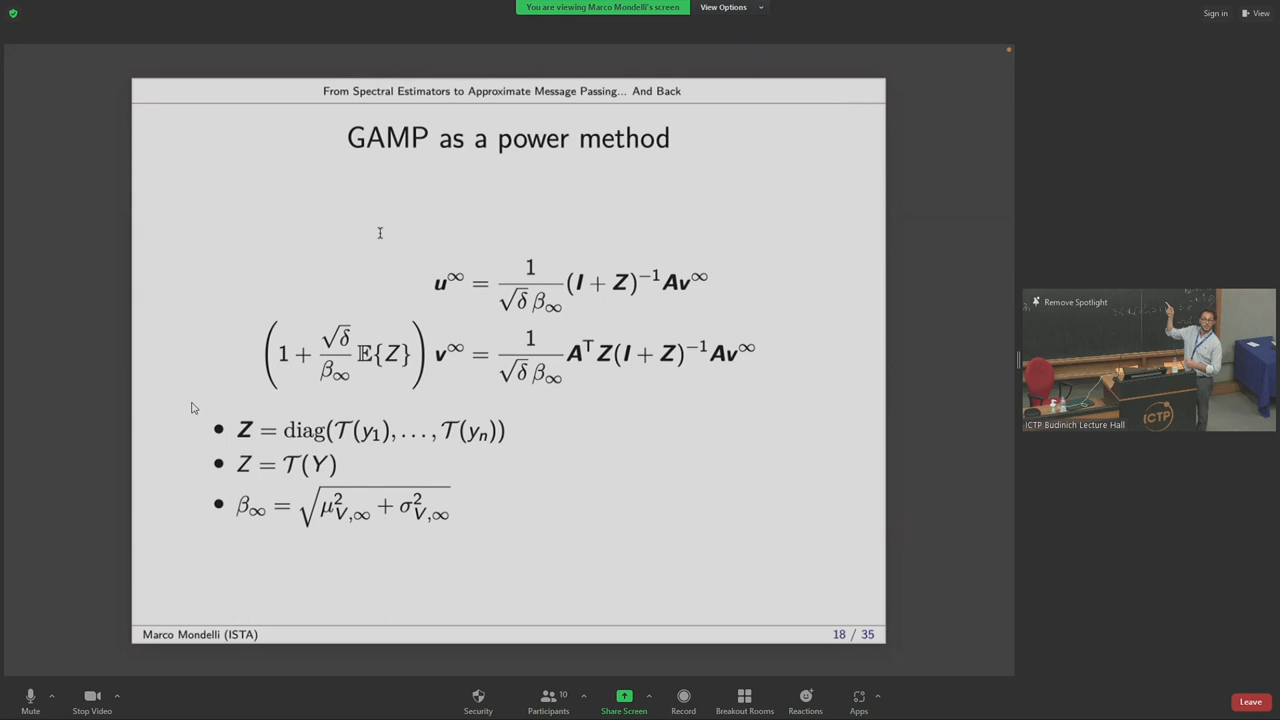 You are viewing Marco Mondelli's screen
View Options
Sign in
View
From Spectral Estimators to Approximate Message Passing... And Back
GAMP as a power method
u^∞ = 1/(√δ β_∞) (I + Z)^{-1} A v^∞
(1 + √δ/β_∞ 𝔼{Z}) v^∞ = 1/(√δ β_∞) A^T Z (I + Z)^{-1} A v^∞
• Z = diag(𝒯(y_1), . . . , 𝒯(y_n))
• Z = 𝒯(Y)
• β_∞ = √(μ²_{V,∞} + σ²_{V,∞})
Marco Mondelli (ISTA)
18 / 35
Remove Spotlight
ICTP
ICTP Budinich Lecture Hall
Mute
Stop Video
Security
Participants
10
Share Screen
Record
Breakout Rooms
Reactions
Apps
Leave